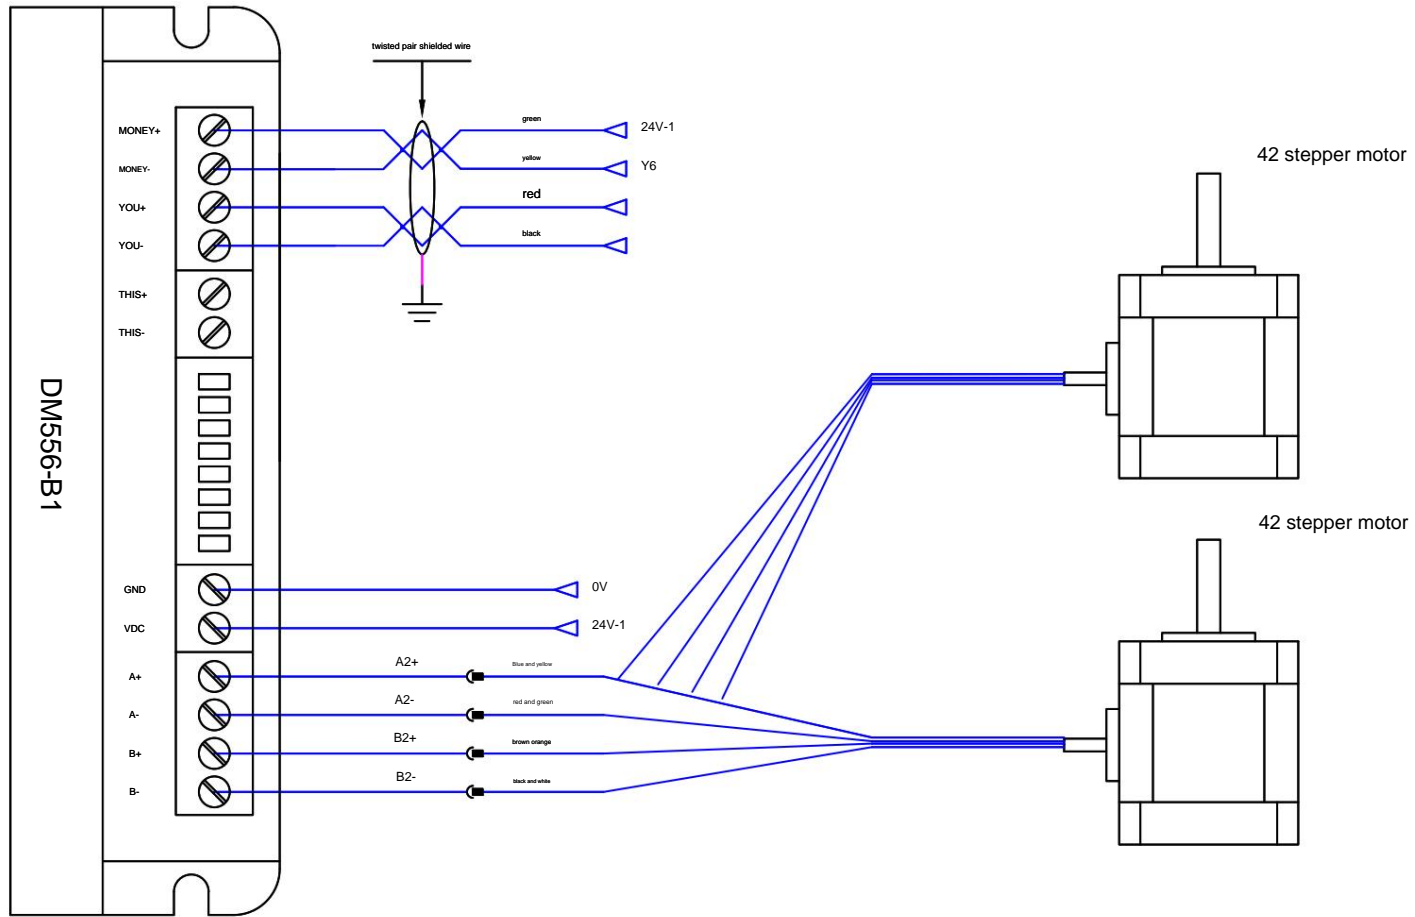 twisted pair shielded wire
MONEY+
green
24V-1
MONEY-
yellow
Y6
YOU+
red
YOU-
black
THIS+
THIS-
DM556-B1
42 stepper motor
42 stepper motor
GND
0V
VDC
24V-1
A+
A2+
Blue and yellow
A-
A2-
red and green
B+
B2+
brown orange
B-
B2-
black and white